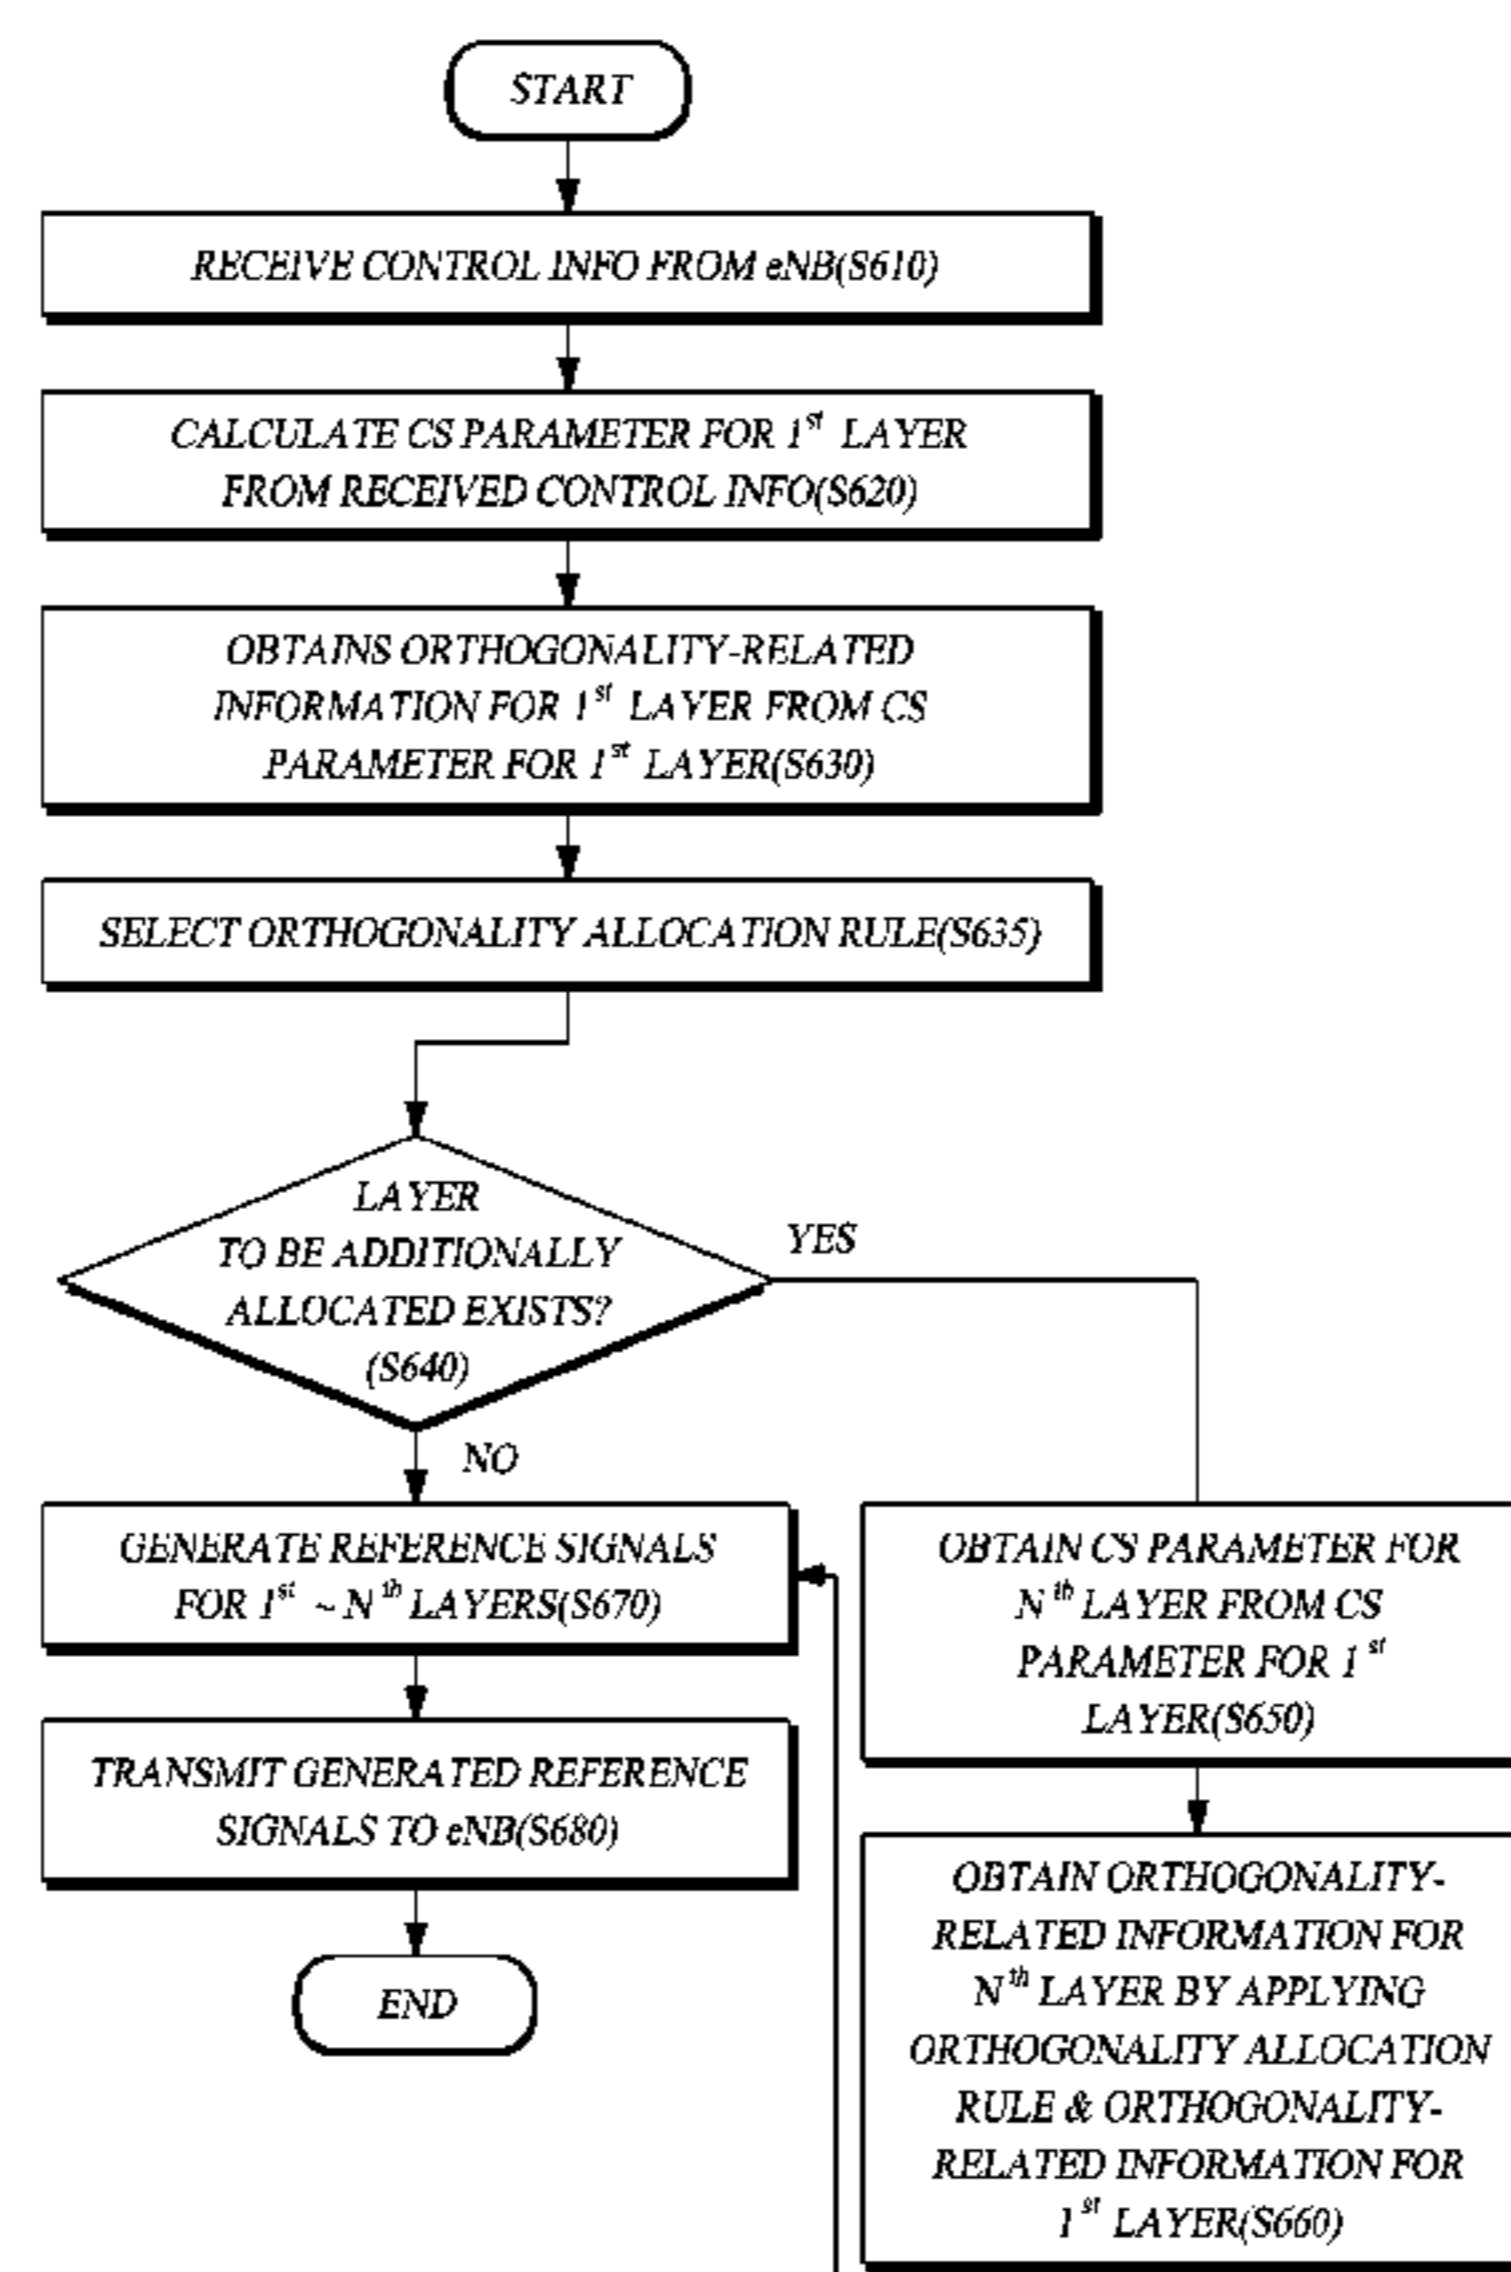 START
RECEIVE CONTROL INFO FROM eNB(S610)
CALCULATE CS PARAMETER FOR 1st LAYER
FROM RECEIVED CONTROL INFO(S620)
OBTAINS ORTHOGONALITY-RELATED
INFORMATION FOR 1st LAYER FROM CS
PARAMETER FOR 1st LAYER(S630)
SELECT ORTHOGONALITY ALLOCATION RULE(S635)
LAYER
TO BE ADDITIONALLY
ALLOCATED EXISTS?
(S640)
YES
NO
GENERATE REFERENCE SIGNALS
FOR 1st ~ Nth LAYERS(S670)
TRANSMIT GENERATED REFERENCE
SIGNALS TO eNB(S680)
END
OBTAIN CS PARAMETER FOR
Nth LAYER FROM CS
PARAMETER FOR 1st
LAYER(S650)
OBTAIN ORTHOGONALITY-
RELATED INFORMATION FOR
Nth LAYER BY APPLYING
ORTHOGONALITY ALLOCATION
RULE & ORTHOGONALITY-
RELATED INFORMATION FOR
1st LAYER(S660)